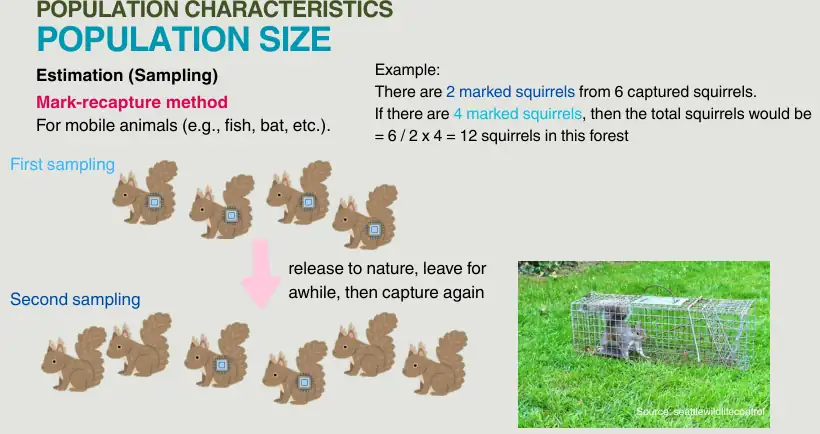 POPULATION CHARACTERISTICS
POPULATION SIZE
Estimation (Sampling)
Mark-recapture method
For mobile animals (e.g., fish, bat, etc.).
Example:
There are 2 marked squirrels from 6 captured squirrels.
If there are 4 marked squirrels, then the total squirrels would be
= 6 / 2 x 4 = 12 squirrels in this forest
First sampling
release to nature, leave for
awhile, then capture again
Second sampling
Source: seattlewildlifecontrol